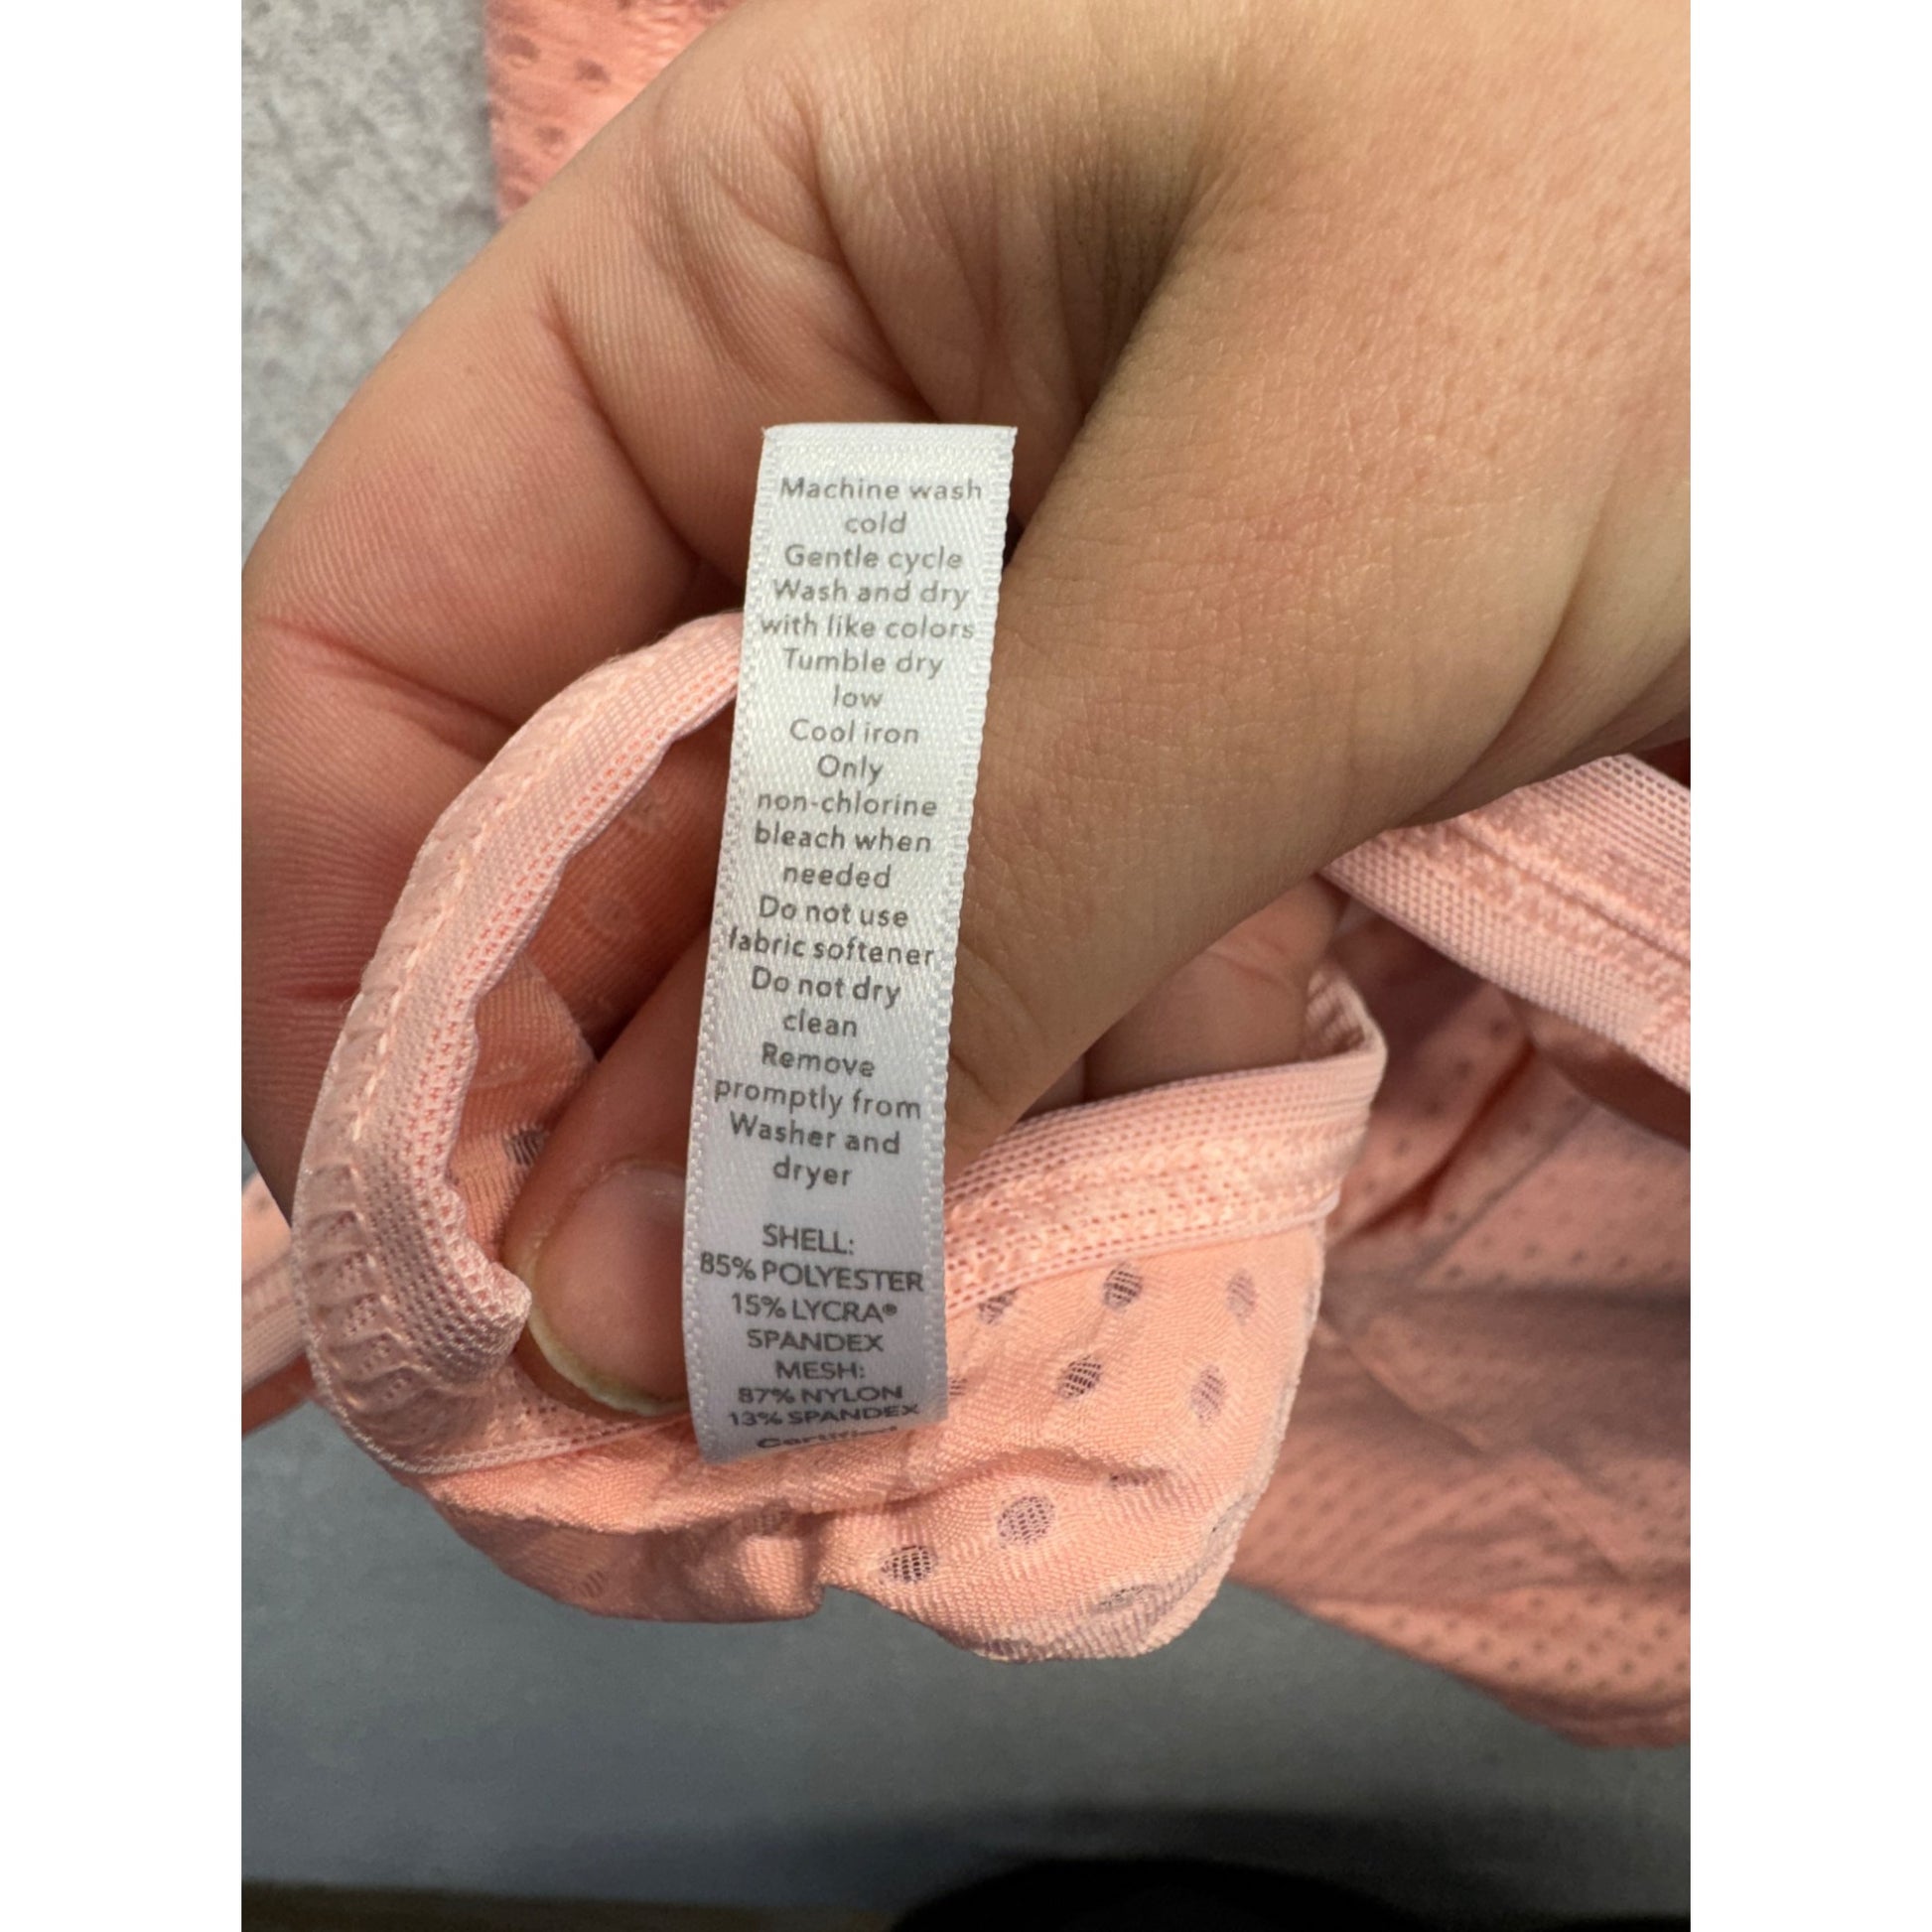 Machine wash
cold
Gentle cycle
Wash and dry
with like colors
Tumble dry
low
Cool iron
Only
non-chlorine
bleach when
needed
Do not use
fabric softener
Do not dry
clean
Remove
promptly from
Washer and
dryer
SHELL:
85% POLYESTER
15% LYCRA®
SPANDEX
MESH:
87% NYLON
13% SPANDEX